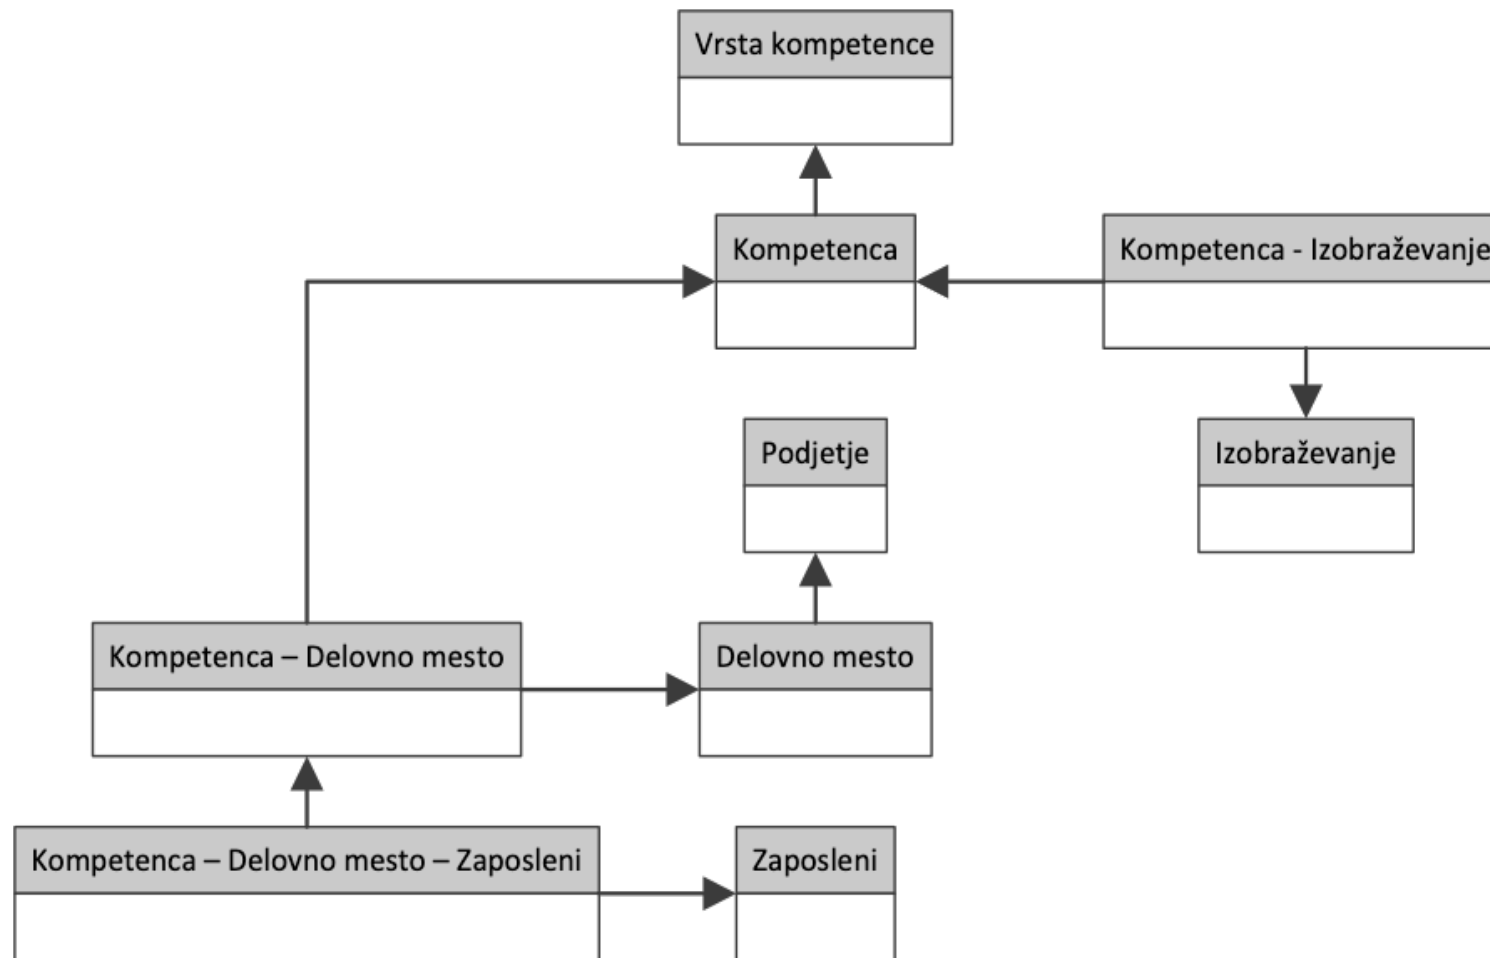 Vrsta kompetence
Kompetenca
Kompetenca - Izobraževanje
Podjetje
Izobraževanje
Kompetenca – Delovno mesto
Delovno mesto
Kompetenca – Delovno mesto – Zaposleni
Zaposleni